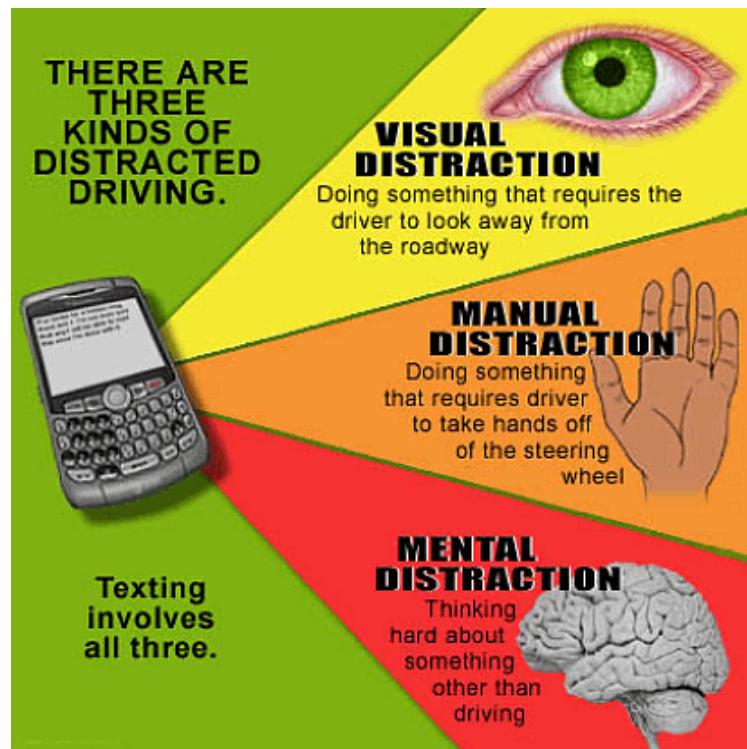 THERE ARE
THREE
KINDS OF
DISTRACTED
DRIVING.
VISUAL
DISTRACTION
Doing something that requires the
driver to look away from
the roadway
MANUAL
DISTRACTION
Doing something
that requires driver
to take hands off
of the steering
wheel
MENTAL
DISTRACTION
Thinking
hard about
something
other than
driving
Texting
involves
all three.